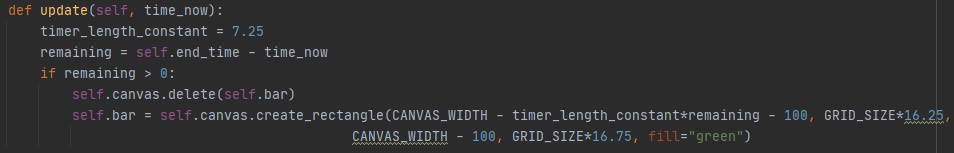 def update(self, time_now):
    timer_length_constant = 7.25
    remaining = self.end_time - time_now
    if remaining > 0:
        self.canvas.delete(self.bar)
        self.bar = self.canvas.create_rectangle(CANVAS_WIDTH - timer_length_constant*remaining - 100, GRID_SIZE*16.25,
                                           CANVAS_WIDTH - 100, GRID_SIZE*16.75, fill="green")